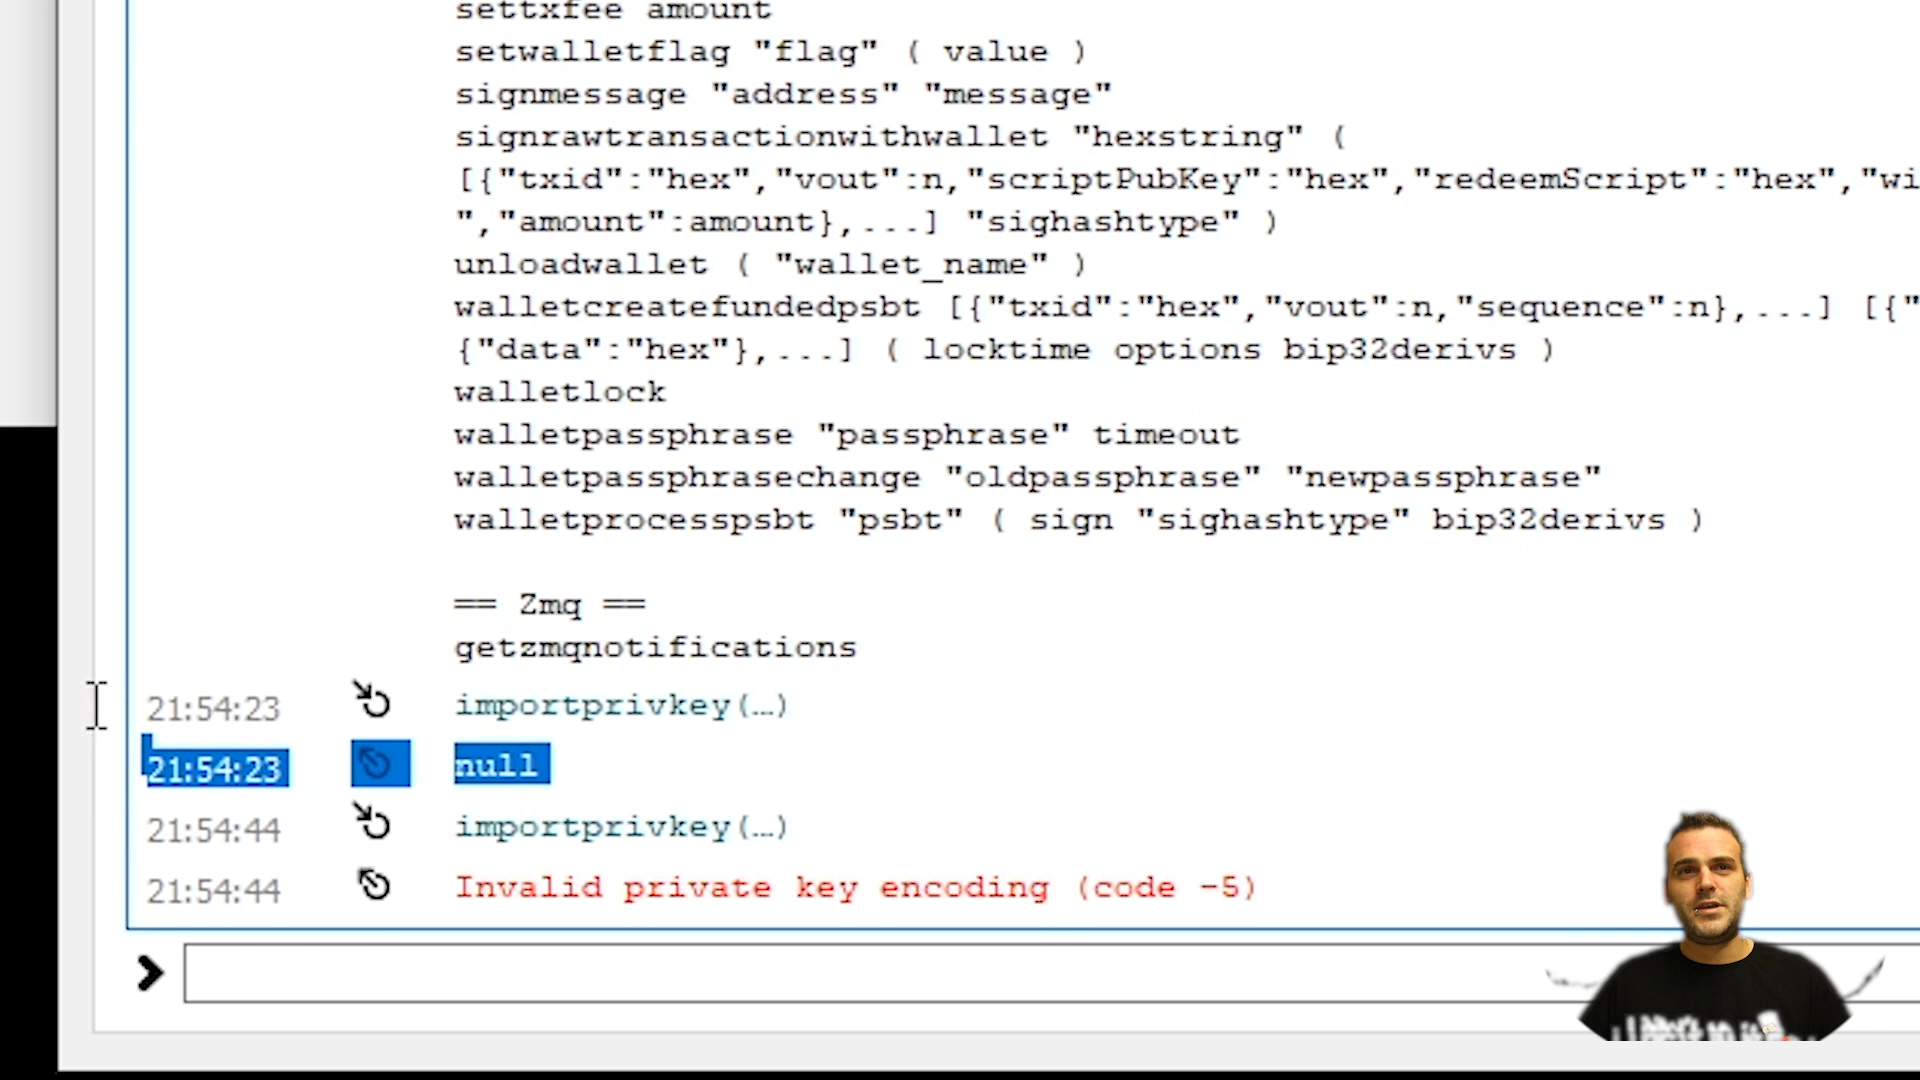 settxfee amount
setwalletflag "flag" ( value )
signmessage "address" "message"
signrawtransactionwithwallet "hexstring" (
[{"txid":"hex","vout":n,"scriptPubKey":"hex","redeemScript":"hex","wi
","amount":amount},...] "sighashtype" )
unloadwallet ( "wallet_name" )
walletcreatefundedpsbt [{"txid":"hex","vout":n,"sequence":n},...] [{"
{"data":"hex"},...] ( locktime options bip32derivs )
walletlock
walletpassphrase "passphrase" timeout
walletpassphrasechange "oldpassphrase" "newpassphrase"
walletprocesspsbt "psbt" ( sign "sighashtype" bip32derivs )
== Zmq ==
getzmqnotifications
21:54:23 importprivkey(…)
21:54:23 null
21:54:44 importprivkey(…)
21:54:44 Invalid private key encoding (code -5)